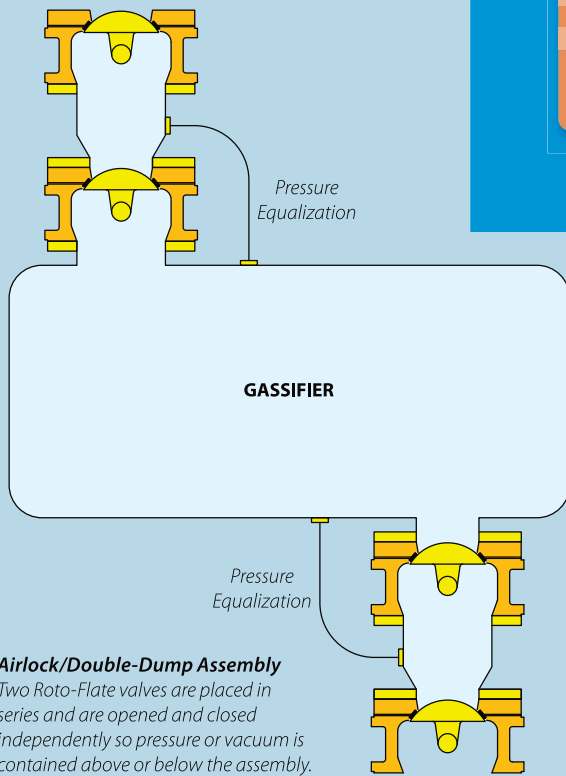 Pressure
Equalization
GASSIFIER
Pressure
Equalization
Airlock/Double-Dump Assembly
Two Roto-Flate valves are placed in
series and are opened and closed
independently so pressure or vacuum is
contained above or below the assembly.